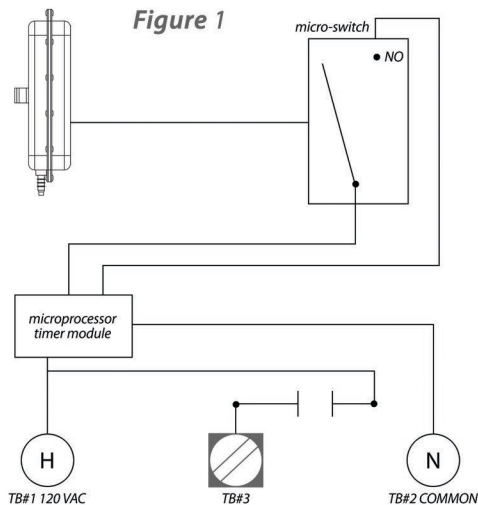 Figure 1
micro-switch
NO
microprocessor
timer module
H
N
TB#1 120 VAC
TB#3
TB#2 COMMON